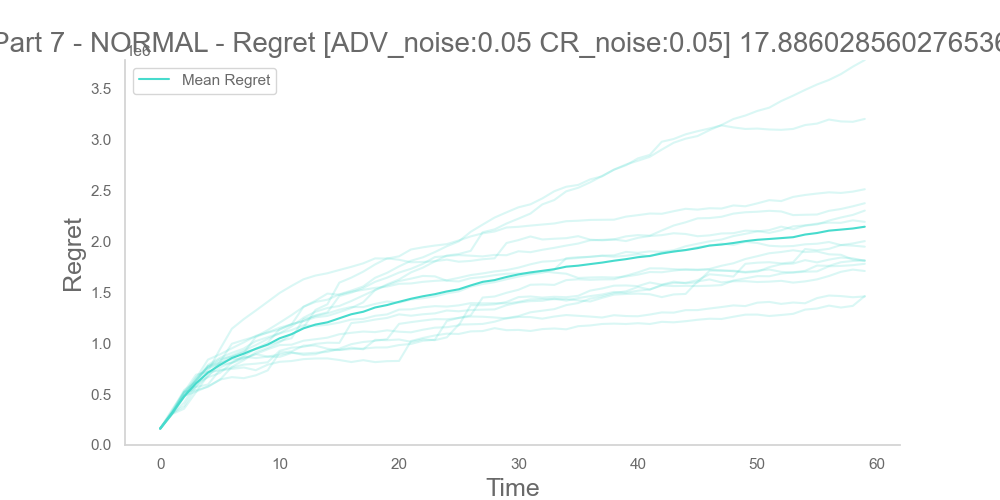 Part 7 - NORMAL - Regret [ADV_noise:0.05 CR_noise:0.05] 17.886028560276536
1e6
Mean Regret
3.5
3.0
2.5
2.0
1.5
1.0
0.5
0.0
Regret
0 10 20 30 40 50 60
Time